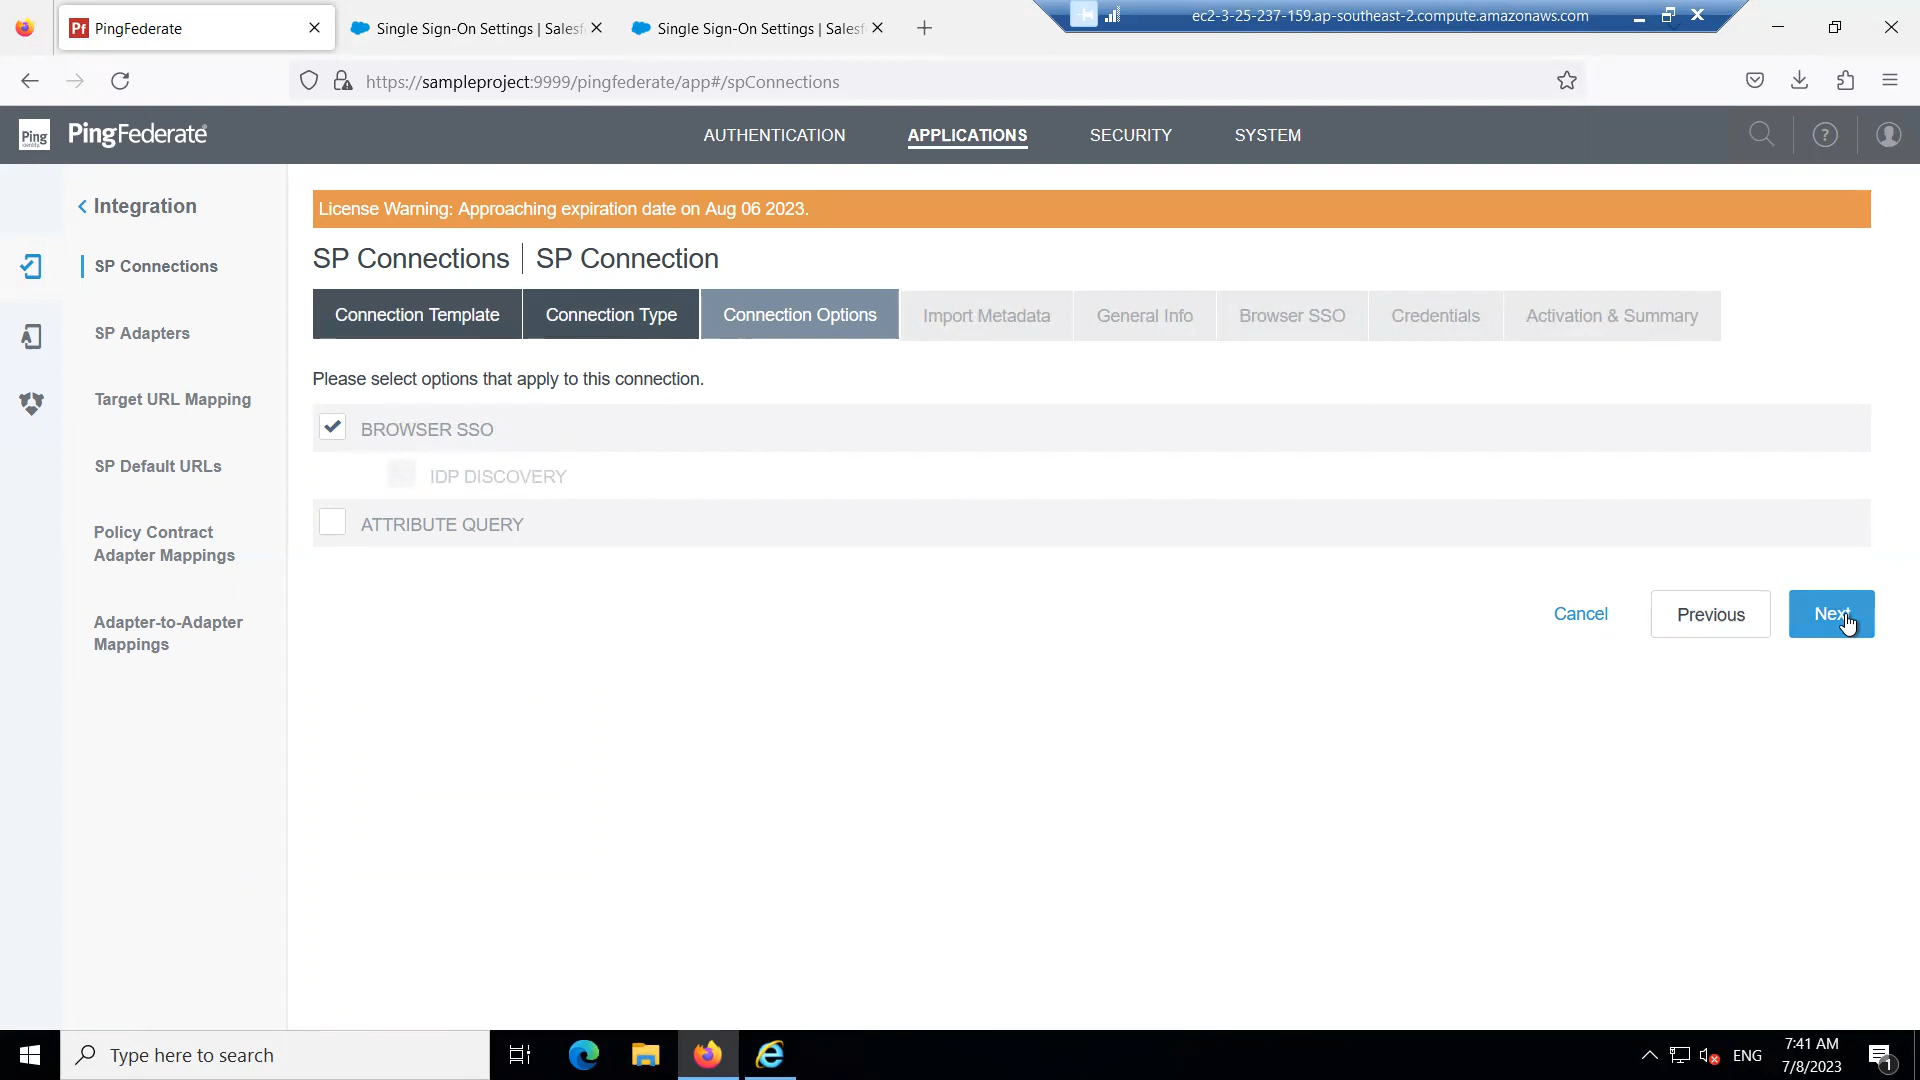 PingFederate
Single Sign-On Settings | Salesf
Single Sign-On Settings | Salesf
ec2-3-25-237-159.ap-southeast-2.compute.amazonaws.com
https://sampleproject:9999/pingfederate/app#/spConnections
Ping
PingFederate
AUTHENTICATION
APPLICATIONS
SECURITY
SYSTEM
Integration
SP Connections
SP Adapters
Target URL Mapping
SP Default URLs
Policy Contract
Adapter Mappings
Adapter-to-Adapter
Mappings
License Warning: Approaching expiration date on Aug 06 2023.
SP Connections | SP Connection
Connection Template
Connection Type
Connection Options
Import Metadata
General Info
Browser SSO
Credentials
Activation & Summary
Please select options that apply to this connection.
BROWSER SSO
IDP DISCOVERY
ATTRIBUTE QUERY
Cancel
Previous
Next
Type here to search
ENG
7:41 AM
7/8/2023
1